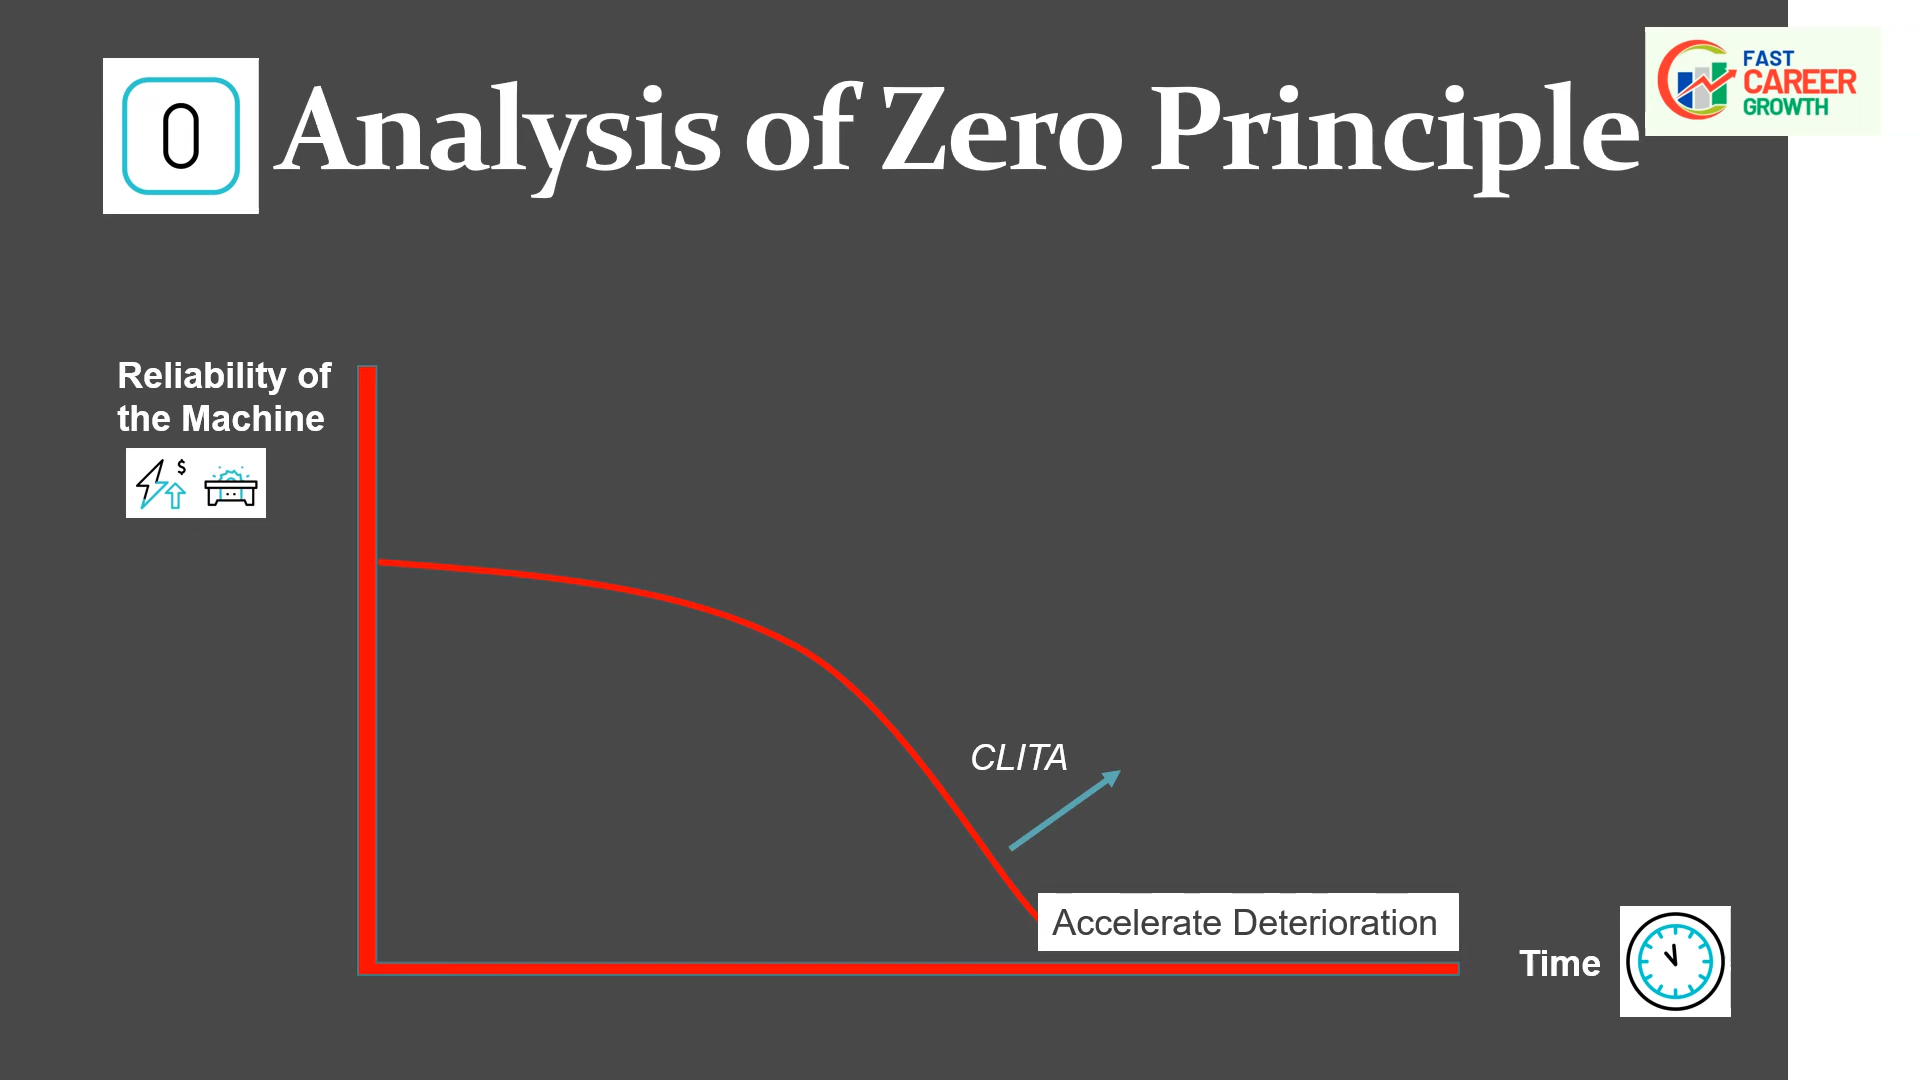 0
Analysis of Zero Principle
FAST
CAREER
GROWTH
Reliability of
the Machine
$
CLITA
Accelerate Deterioration
Time